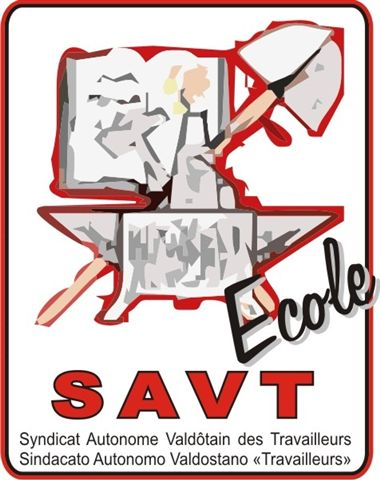 Ecole
SAVT
Syndicat Autonome Valdôtain des Travailleurs
Sindacato Autonomo Valdostano «Travailleurs»